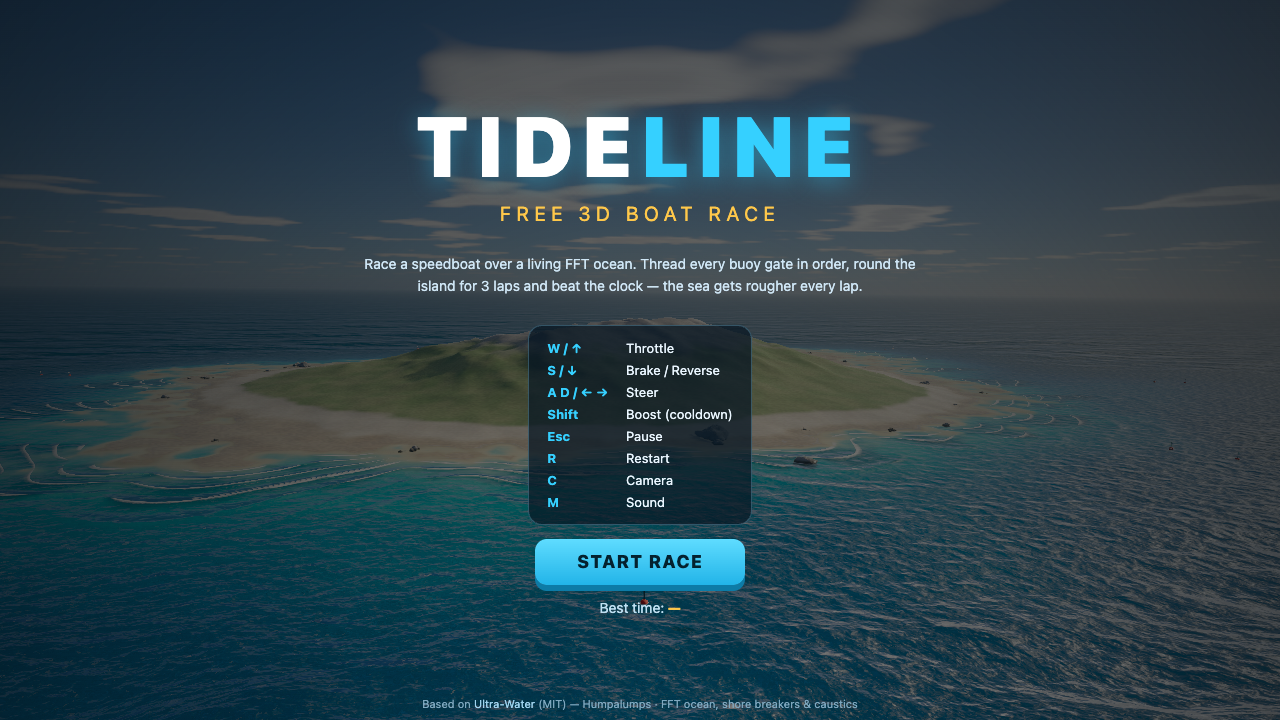 TIDELINE
FREE 3D BOAT RACE
Race a speedboat over a living FFT ocean. Thread every buoy gate in order, round the
island for 3 laps and beat the clock — the sea gets rougher every lap.
W / ↑ Throttle
S / ↓ Brake / Reverse
A D / ← → Steer
Shift Boost (cooldown)
Esc Pause
R Restart
C Camera
M Sound
START RACE
Best time: —
Based on Ultra-Water (MIT) — Humpalumps · FFT ocean, shore breakers & caustics